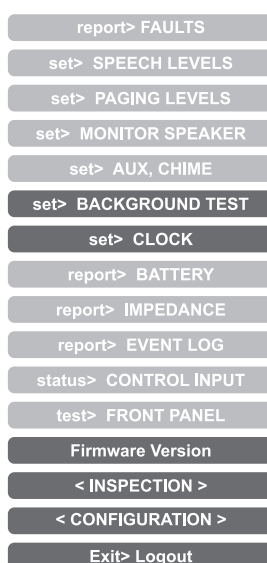 report> FAULTS
set> SPEECH LEVELS
set> PAGING LEVELS
set> MONITOR SPEAKER
set> AUX, CHIME
set> BACKGROUND TEST
set> CLOCK
report> BATTERY
report> IMPEDANCE
report> EVENT LOG
status> CONTROL INPUT
test> FRONT PANEL
Firmware Version
< INSPECTION >
< CONFIGURATION >
Exit> Logout